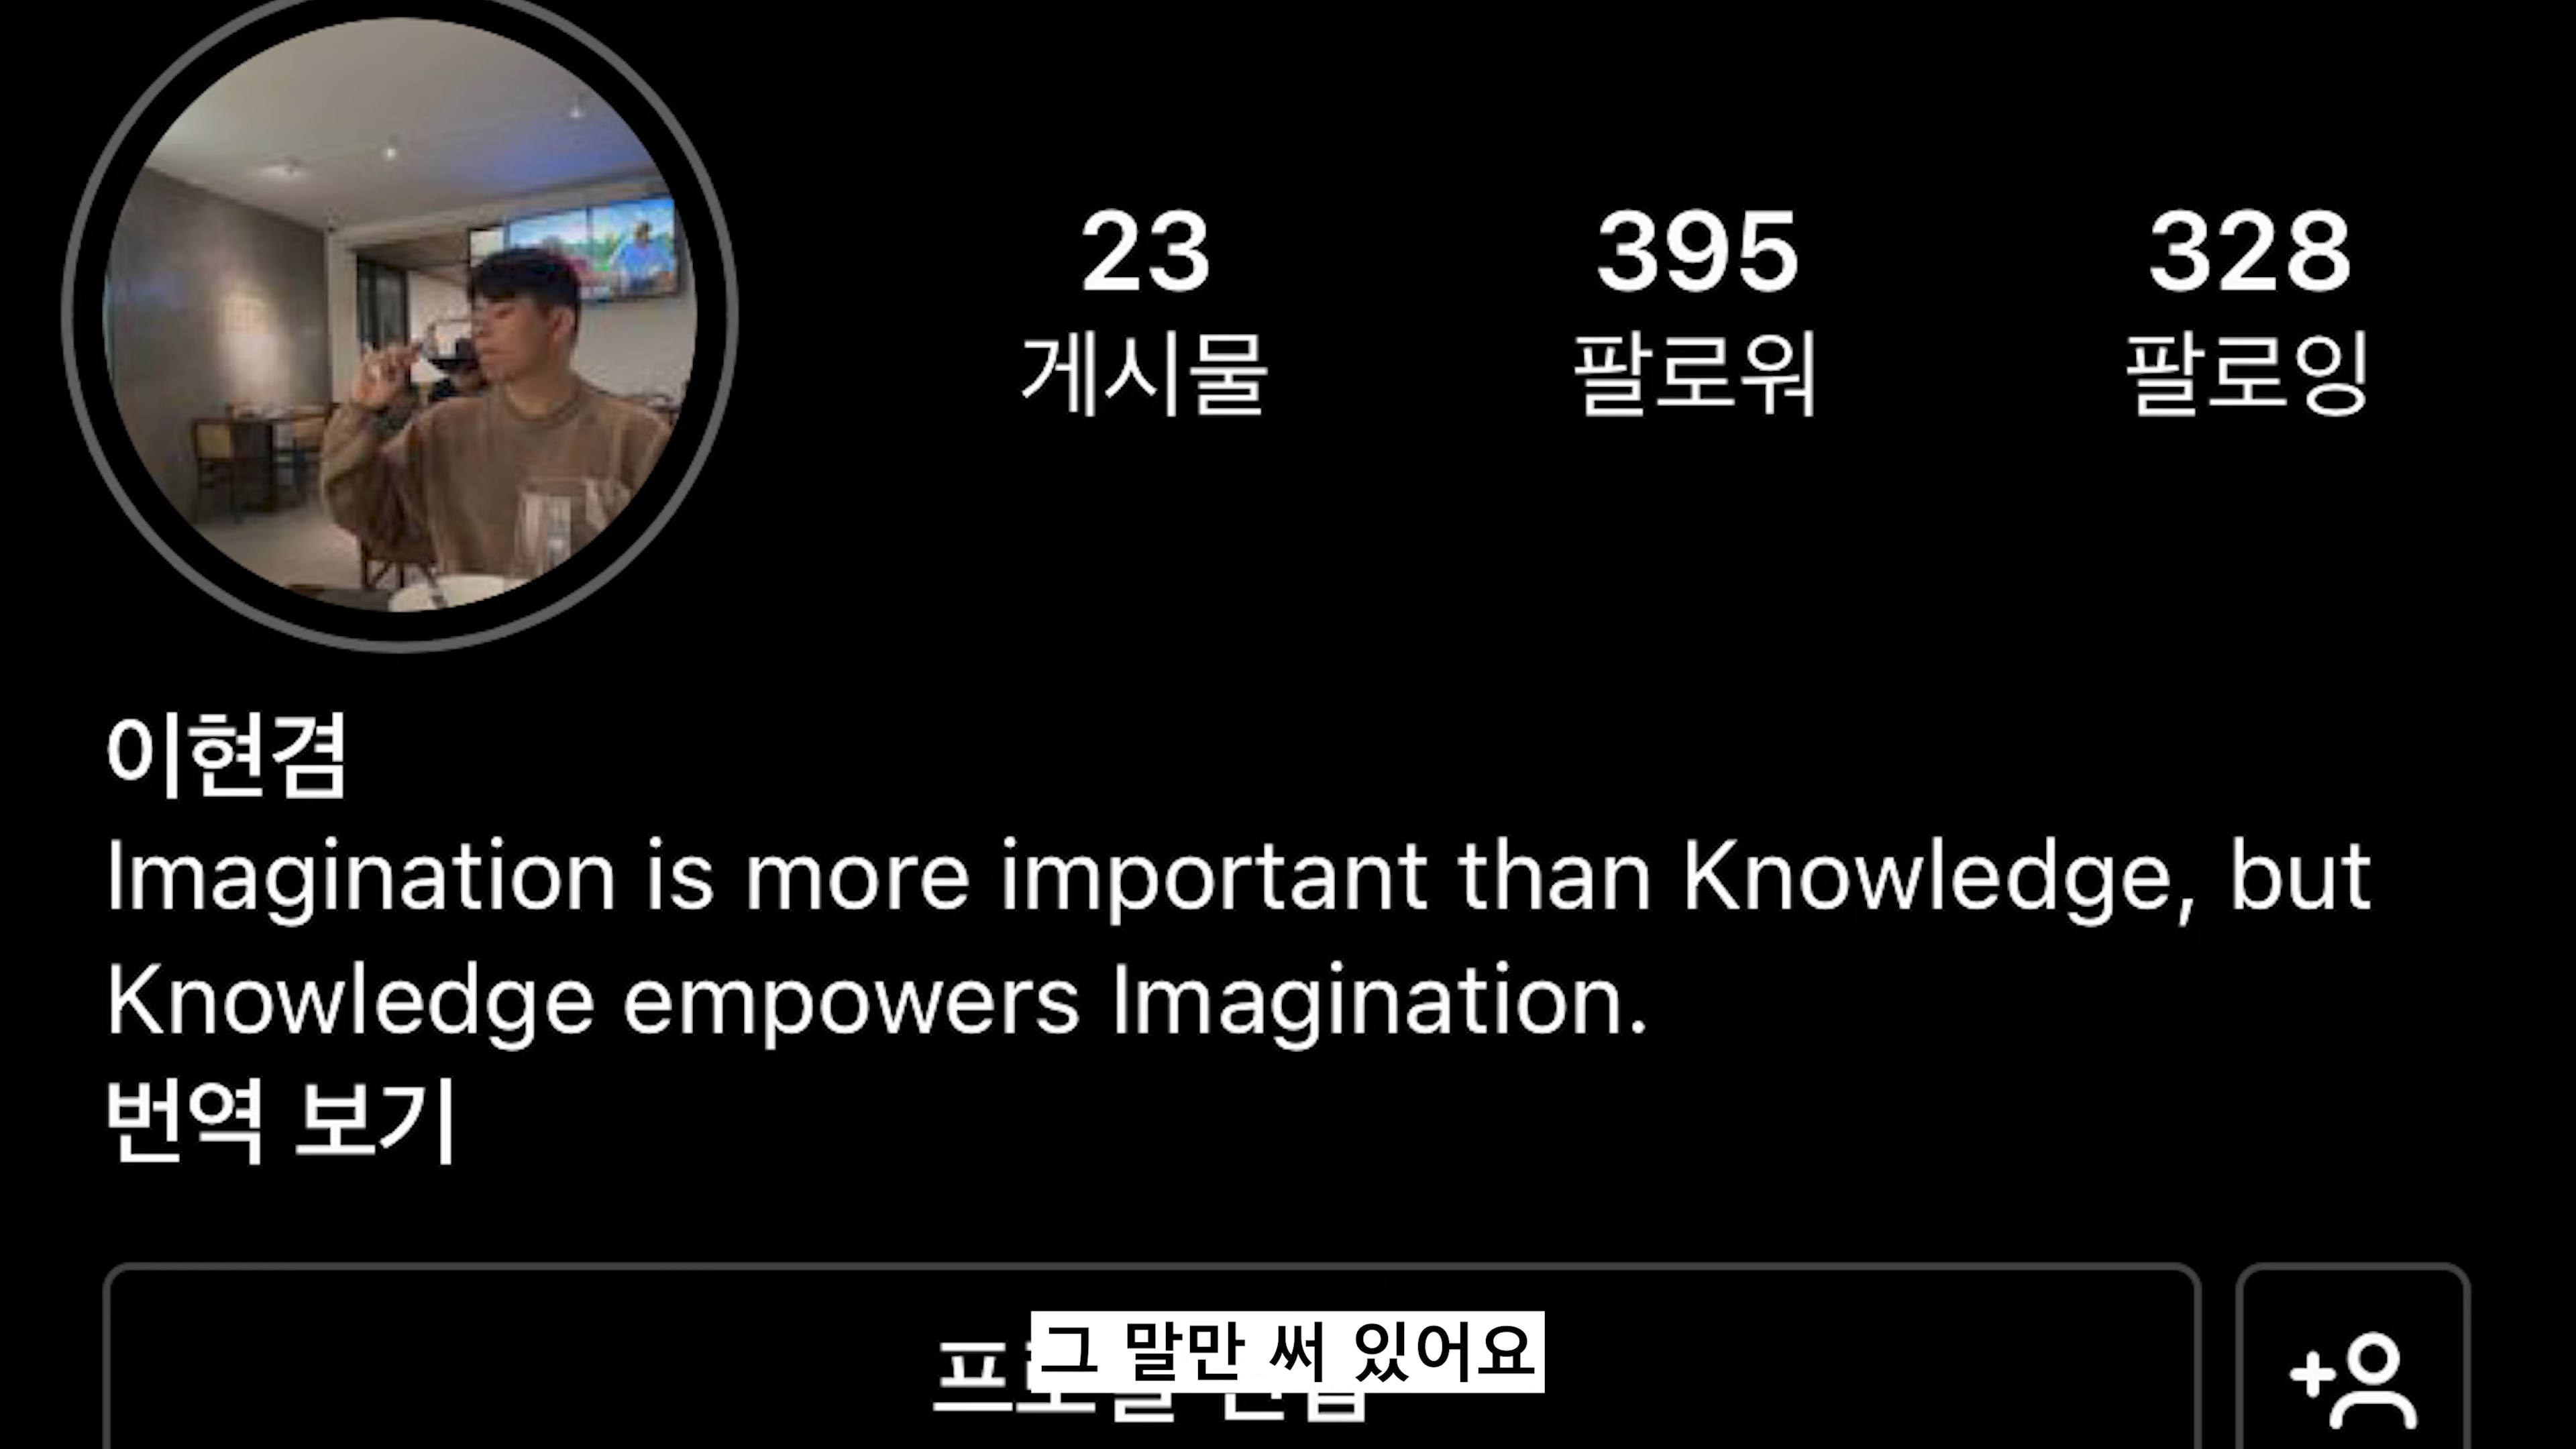 23
395
328
게시물
팔로워
팔로잉
이현겸
Imagination is more important than Knowledge, but
Knowledge empowers Imagination.
번역 보기
그 말만 써 있어요